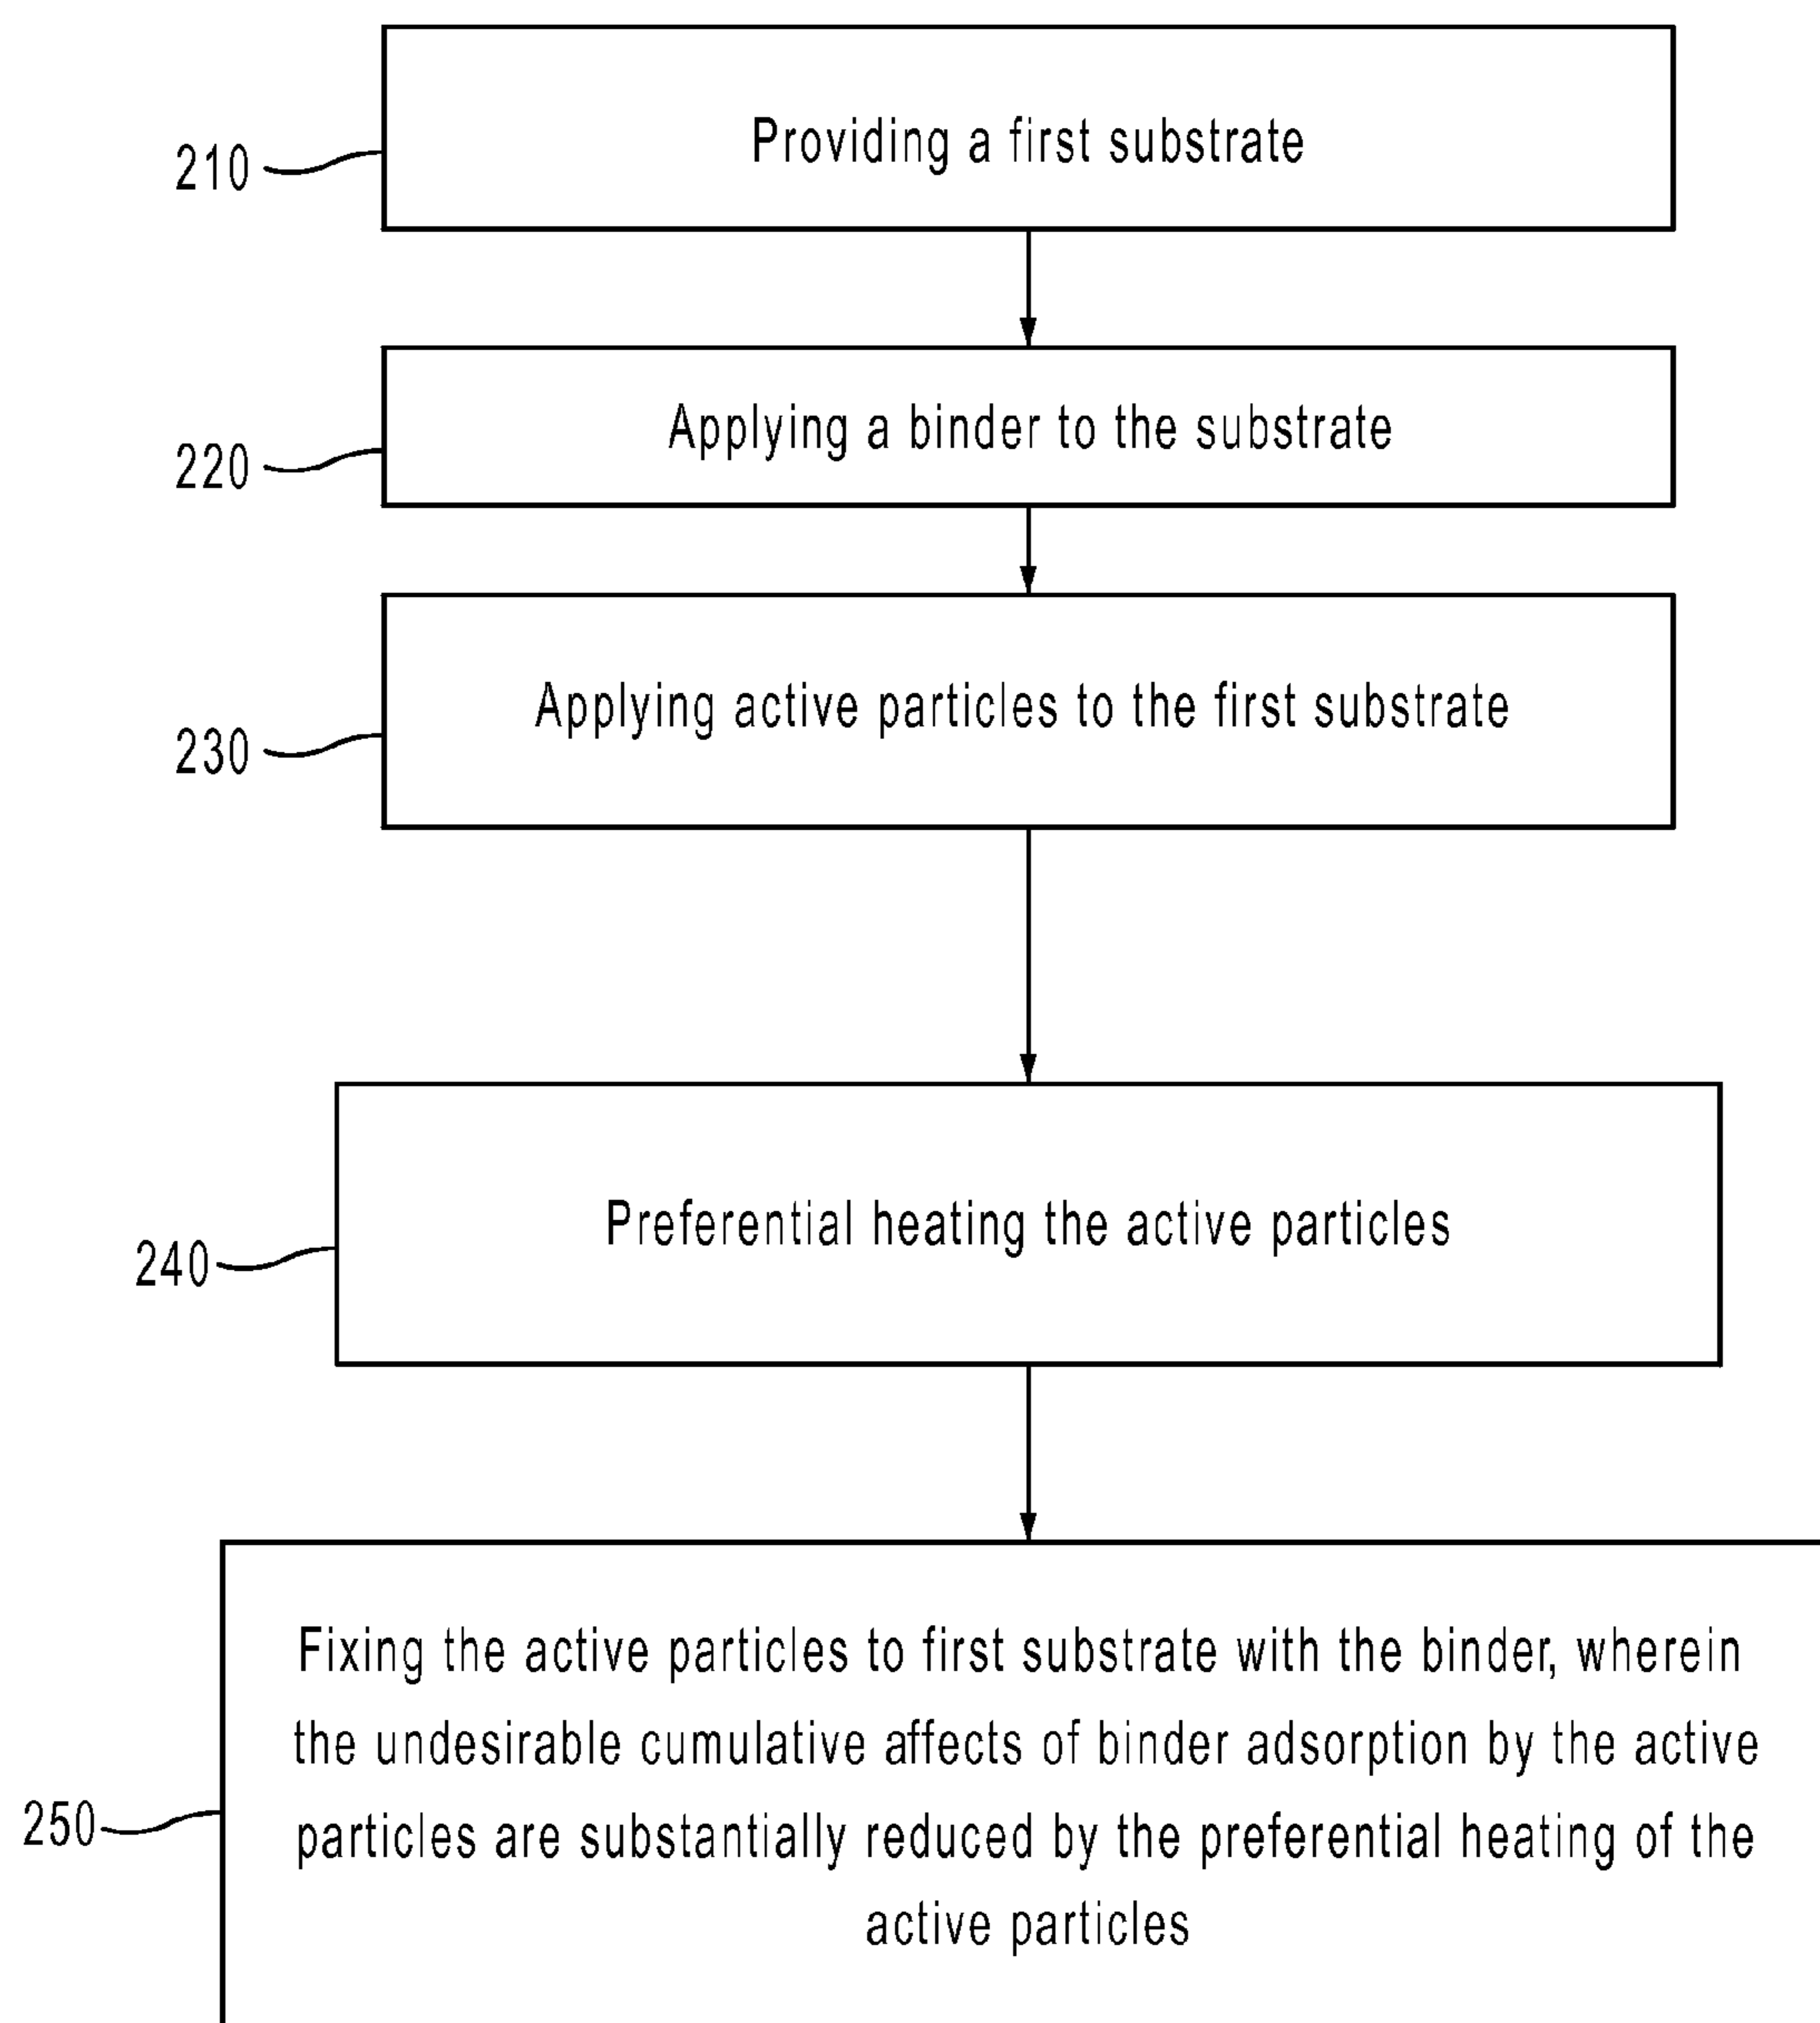 Providing a first substrate
210
Applying a binder to the substrate
220
Applying active particles to the first substrate
230
Preferential heating the active particles
240
Fixing the active particles to first substrate with the binder, wherein
the undesirable cumulative affects of binder adsorption by the active
particles are substantially reduced by the preferential heating of the
active particles
250